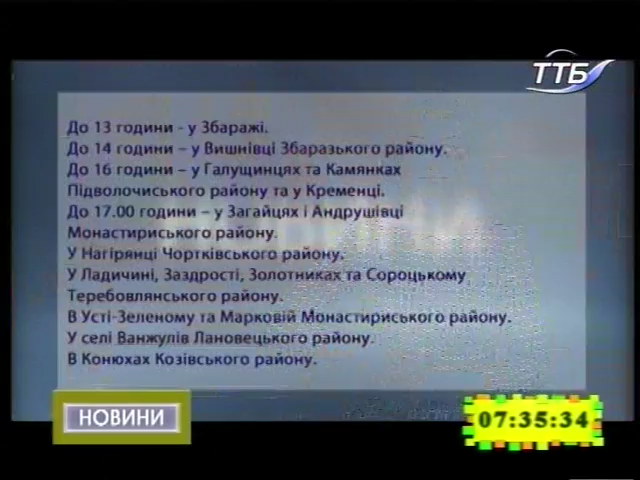 ТТБ
До 13 години - у Збаражі.
До 14 години – у Вишнівці Збаразького району.
До 16 години – у Галущинцях та Камянках
Підволочиського району та у Кременці.
До 17.00 години – у Загайцях і Андрушівці
Монастириського району.
У Нагірянці Чортківського району.
У Ладичині, Заздрості, Золотниках та Сороцькому
Теребовлянського району.
В Усті-Зеленому та Марковій Монастириського району.
У селі Ванжулів Лановецького району.
В Конюхах Козівського району.
НОВИНИ
07:35:34